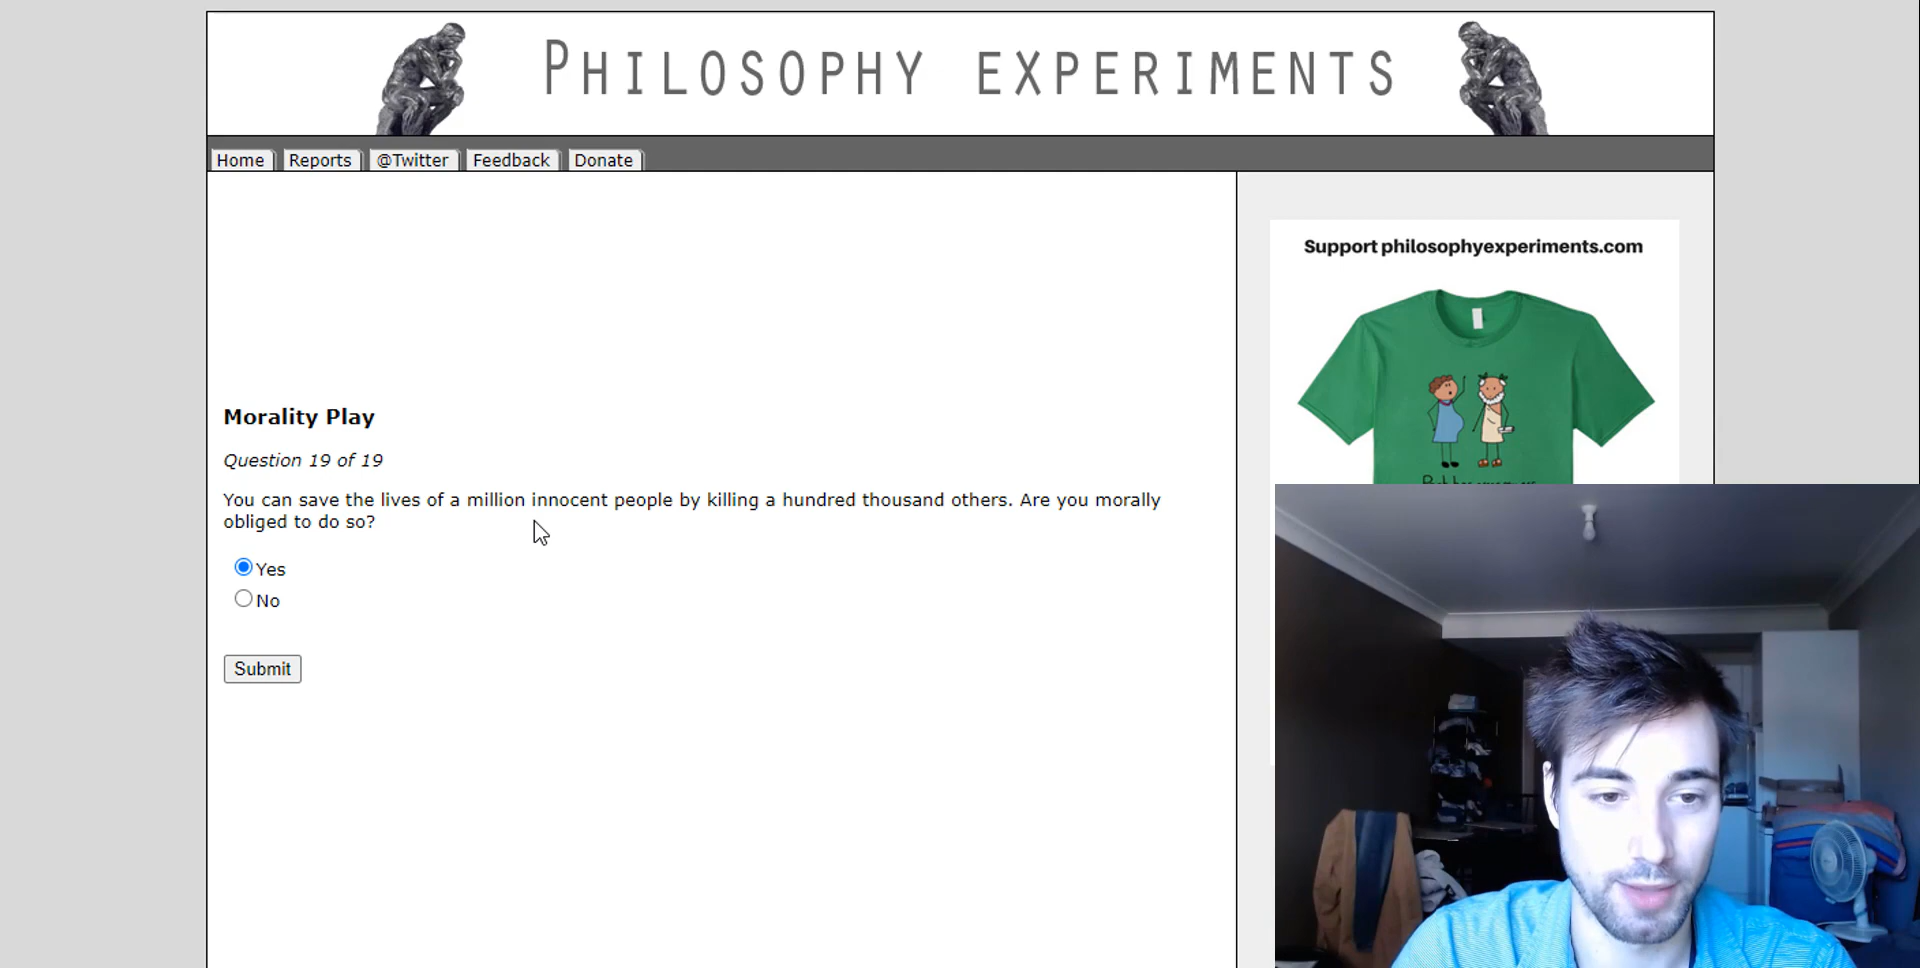 PHILOSOPHY EXPERIMENTS
Home Reports @Twitter Feedback Donate
Support philosophyexperiments.com
Morality Play
Question 19 of 19
You can save the lives of a million innocent people by killing a hundred thousand others. Are you morally
obliged to do so?
Yes
No
Submit